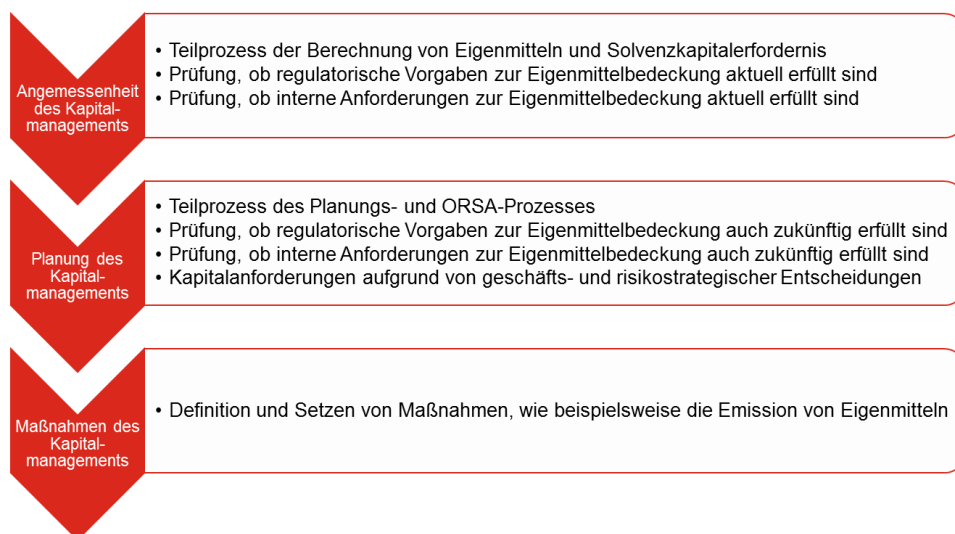 Angemessenheit
des Kapital-
managements
• Teilprozess der Berechnung von Eigenmitteln und Solvenzkapitalerfordernis
• Prüfung, ob regulatorische Vorgaben zur Eigenmittelbedeckung aktuell erfüllt sind
• Prüfung, ob interne Anforderungen zur Eigenmittelbedeckung aktuell erfüllt sind
Planung des
Kapital-
managements
• Teilprozess des Planungs- und ORSA-Prozesses
• Prüfung, ob regulatorische Vorgaben zur Eigenmittelbedeckung auch zukünftig erfüllt sind
• Prüfung, ob interne Anforderungen zur Eigenmittelbedeckung auch zukünftig erfüllt sind
• Kapitalanforderungen aufgrund von geschäfts- und risikostrategischer Entscheidungen
Maßnahmen des
Kapital-
managements
• Definition und Setzen von Maßnahmen, wie beispielsweise die Emission von Eigenmitteln